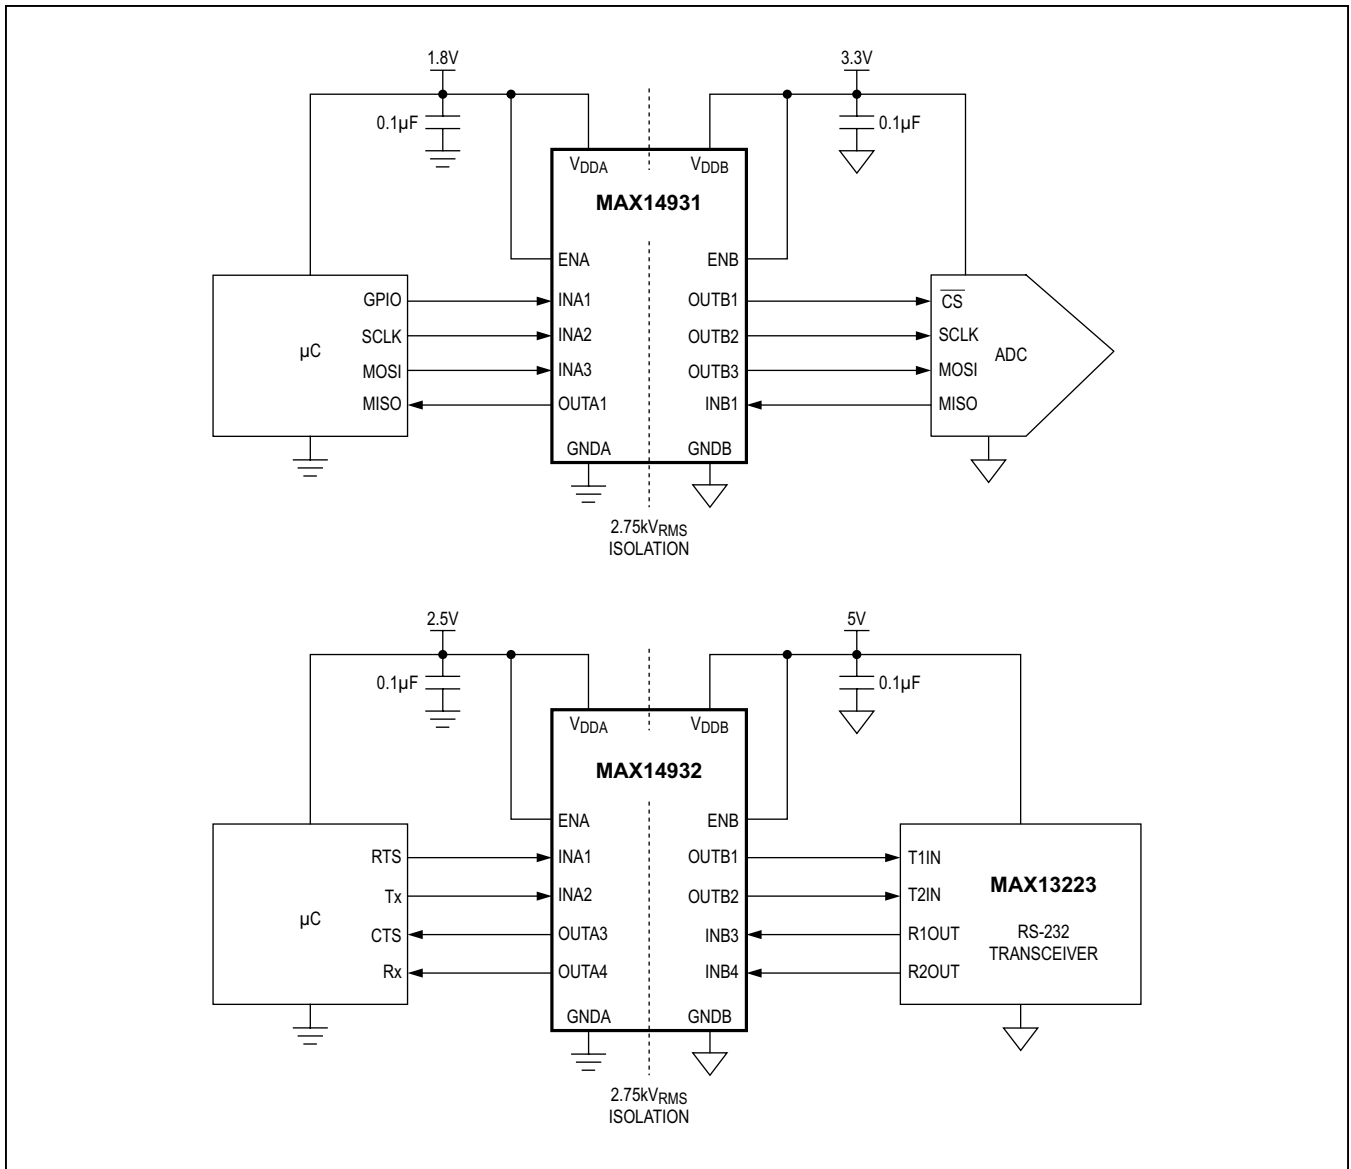 1.8V 3.3V
0.1µF 0.1µF
VDDA VDDB
MAX14931
ENA ENB
GPIO INA1 OUTB1 CS
SCLK INA2 OUTB2 SCLK
µC ADC
MOSI INA3 OUTB3 MOSI
MISO OUTA1 INB1 MISO
GNDA GNDB
2.75kVRMS
ISOLATION
2.5V 5V
0.1µF 0.1µF
VDDA VDDB
MAX14932
ENA ENB
RTS INA1 OUTB1 T1IN
MAX13223
Tx INA2 OUTB2 T2IN
µC
CTS OUTA3 INB3 R1OUT RS-232
TRANSCEIVER
Rx OUTA4 INB4 R2OUT
GNDA GNDB
2.75kVRMS
ISOLATION